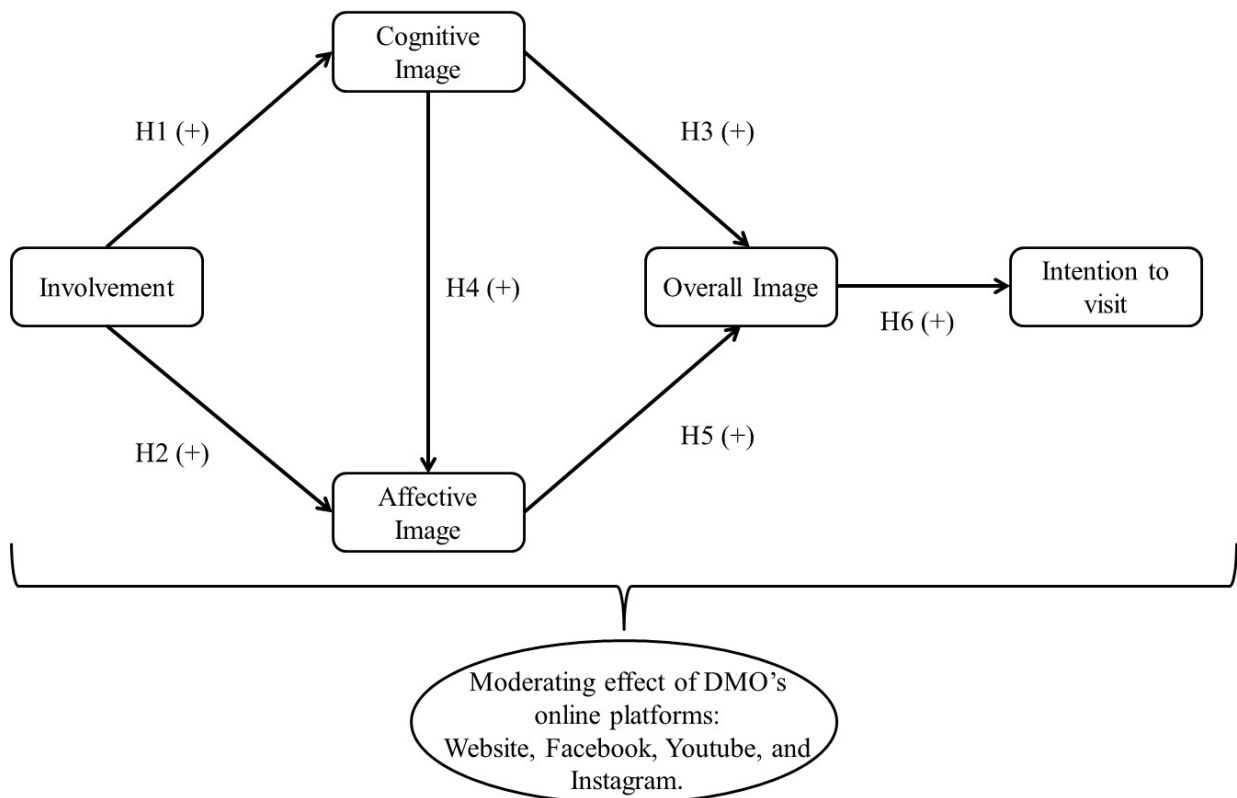 Cognitive
Image
H1 (+)
H3 (+)
Involvement
H4 (+)
Overall Image
Intention to
visit
H6 (+)
H2 (+)
H5 (+)
Affective
Image
Moderating effect of DMO’s
online platforms:
Website, Facebook, Youtube, and
Instagram.